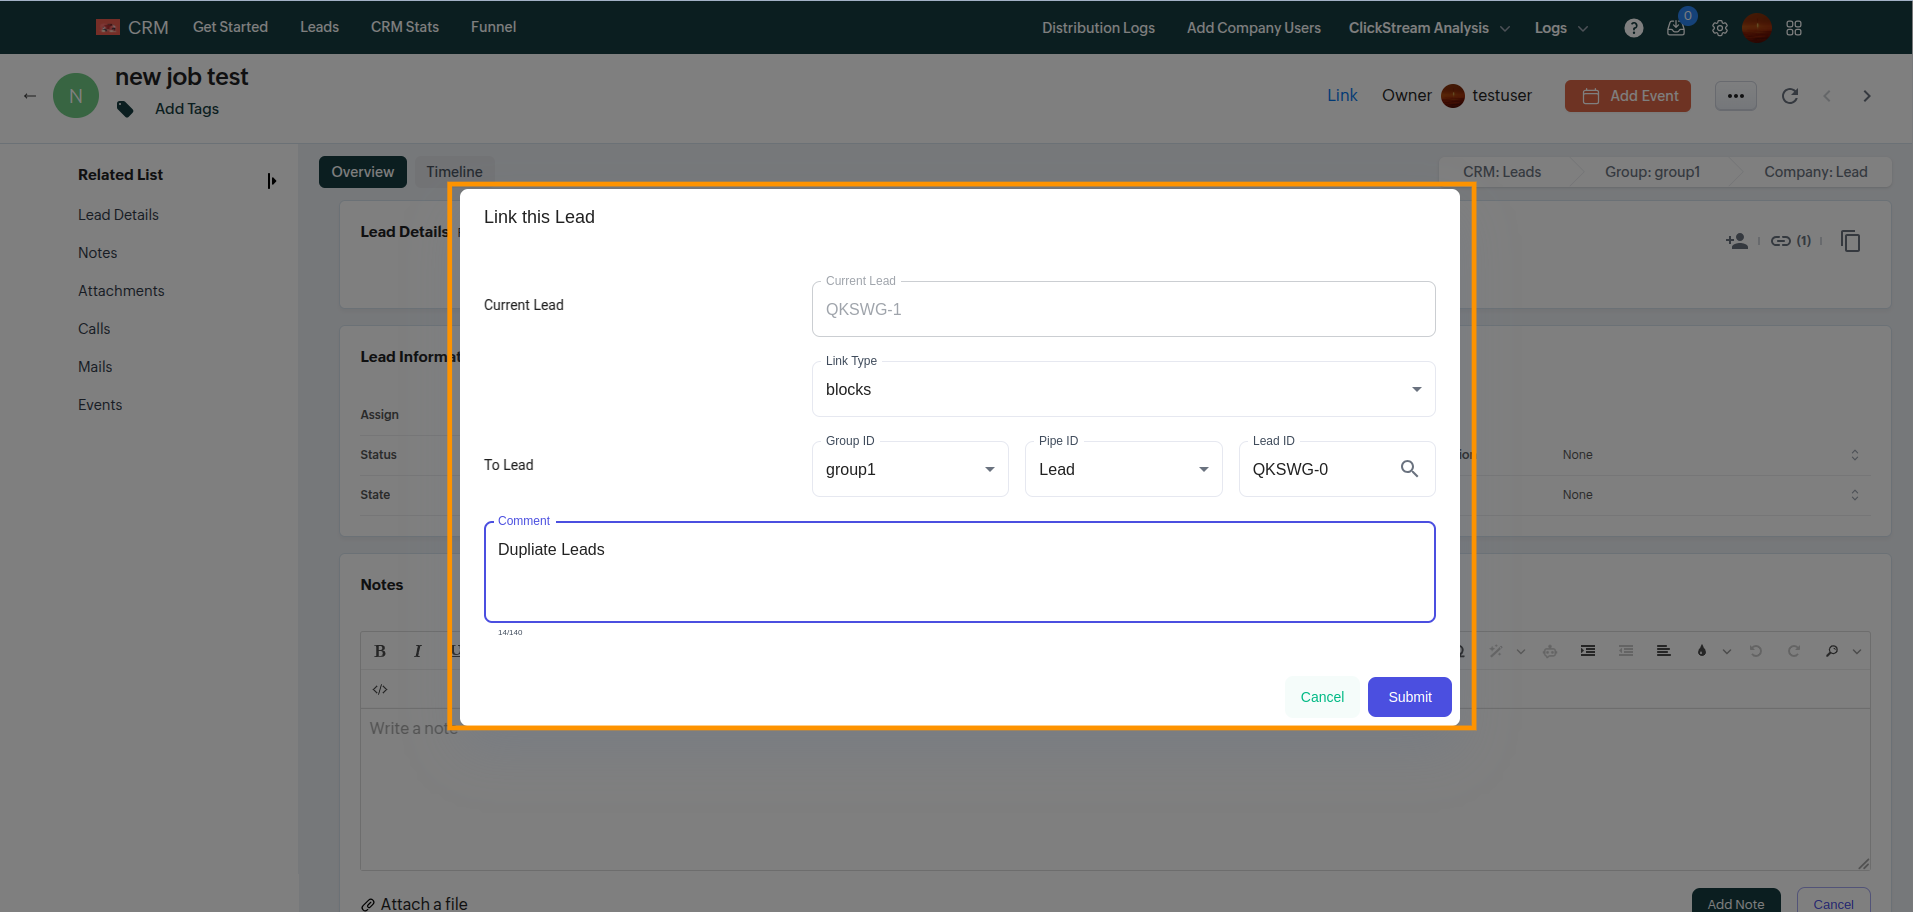 CRM Get Started Leads CRM Stats Funnel Distribution Logs Add Company Users ClickStream Analysis Logs ? 0
N new job test
Add Tags
Link Owner testuser Add Event
Related List
Lead Details
Notes
Attachments
Calls
Mails
Events
Overview Timeline CRM: Leads Group: group1 Company: Lead
Lead Details (1)
Link this Lead
Current Lead
Current Lead
QKSWG-1
Link Type
blocks
To Lead
Group ID
group1
Pipe ID
Lead
Lead ID
QKSWG-0
Comment
Dupliate Leads
14/140
Cancel Submit
Assign
Status None
State None
Notes
B I U
</>
Write a note
Attach a file Add Note Cancel